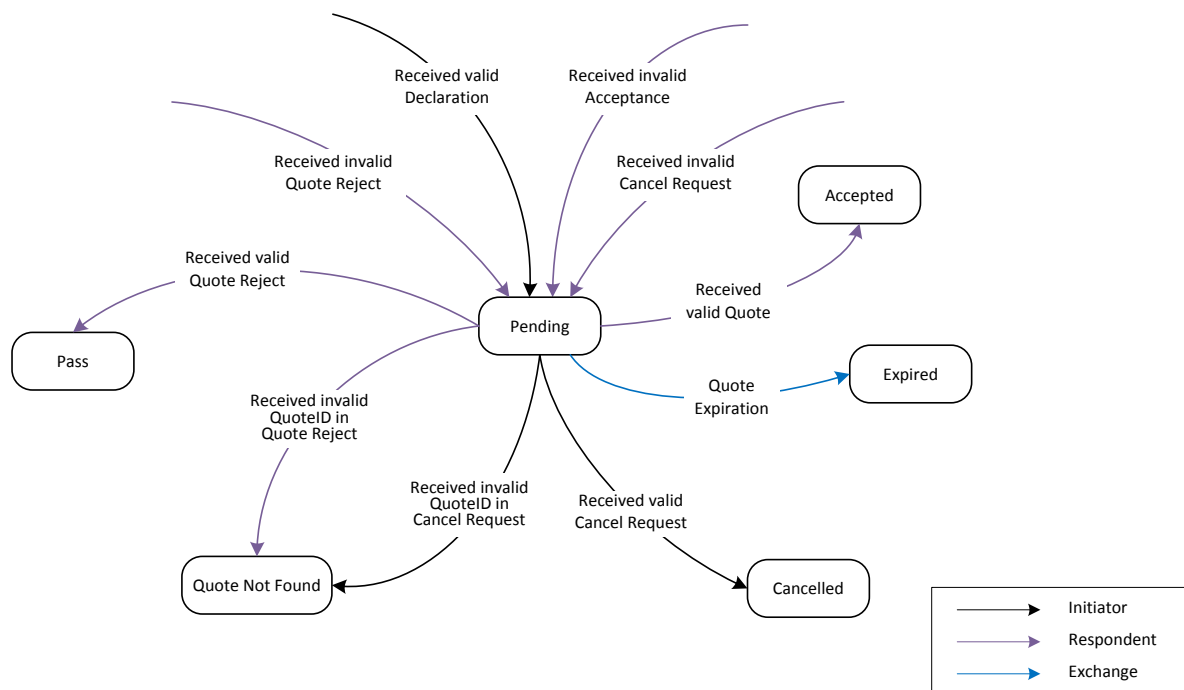 Received valid
Declaration
Received invalid
Acceptance
Received invalid
Quote Reject
Received invalid
Cancel Request
Accepted
Received valid
Quote Reject
Received
valid Quote
Pending
Pass
Expired
Quote
Expiration
Received invalid
QuoteID in
Quote Reject
Received invalid
QuoteID in
Cancel Request
Received valid
Cancel Request
Quote Not Found
Cancelled
Initiator
Respondent
Exchange